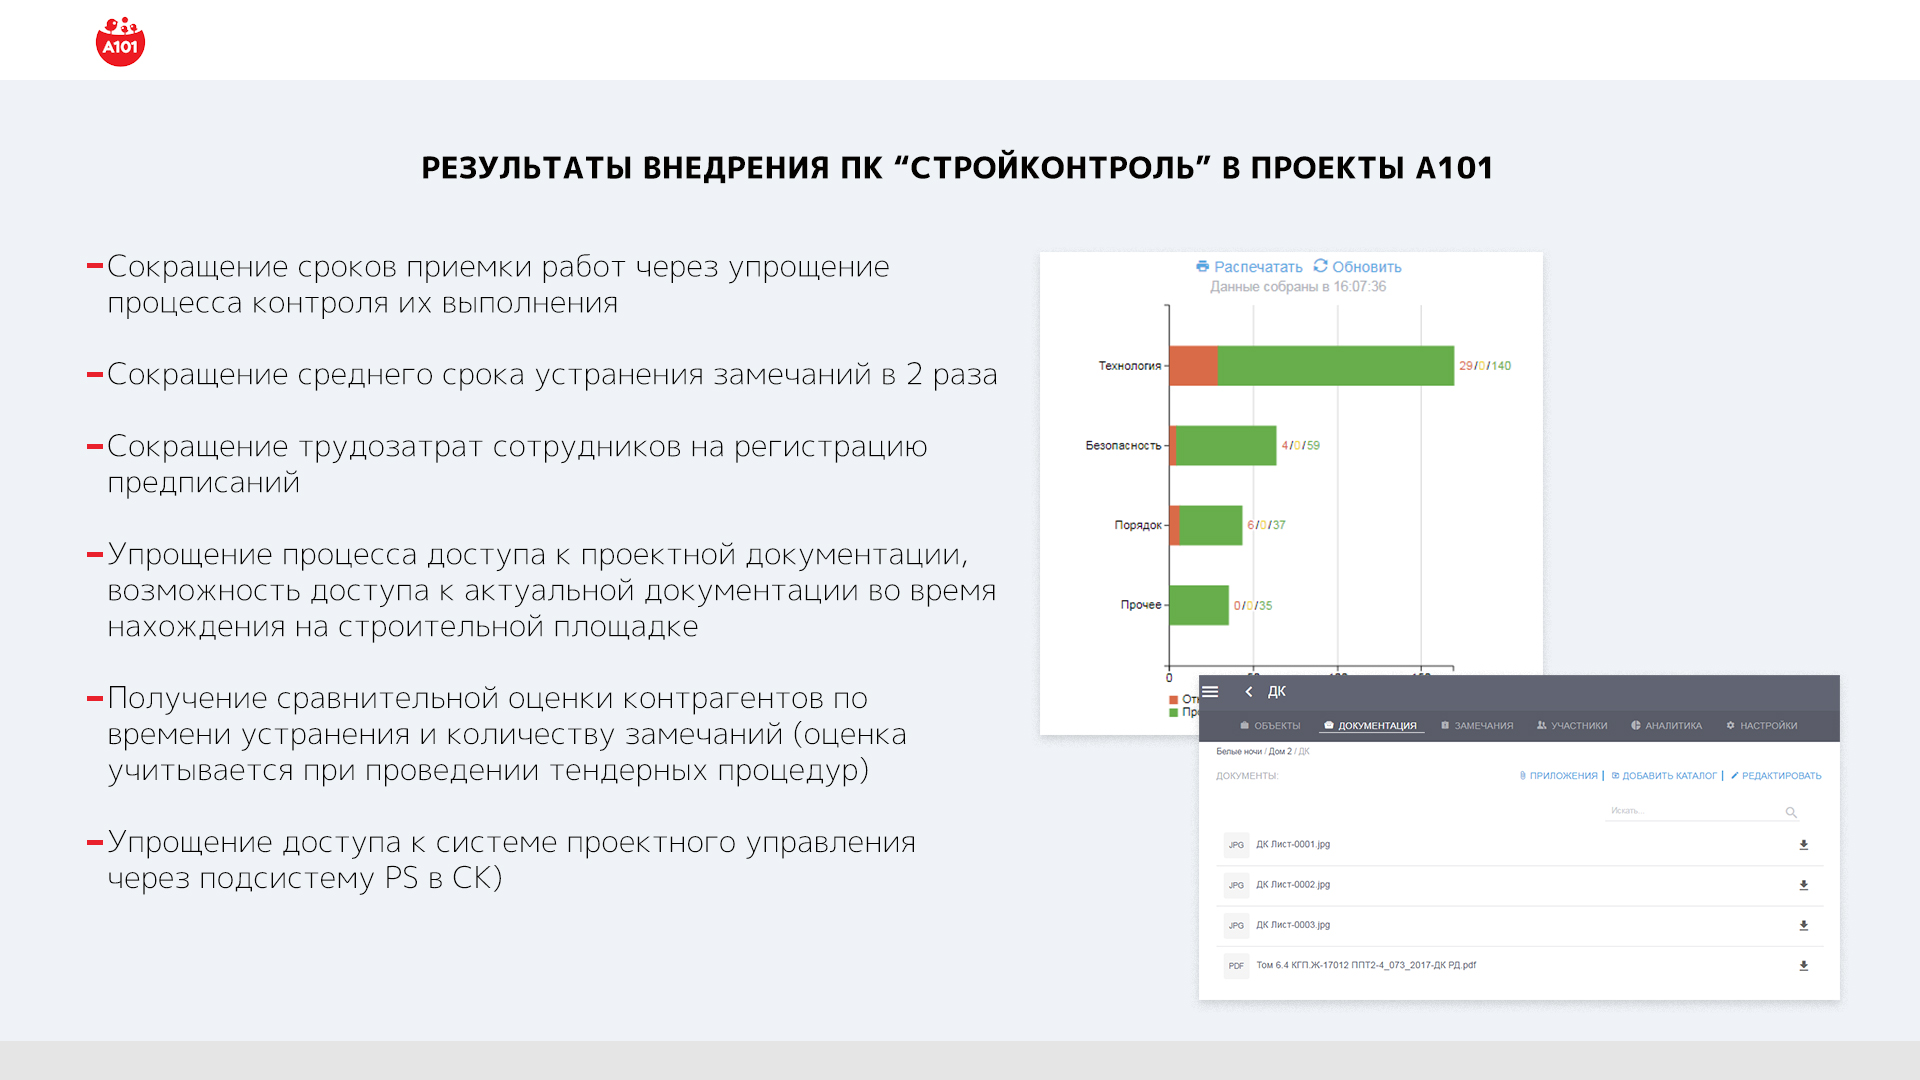 А101
РЕЗУЛЬТАТЫ ВНЕДРЕНИЯ ПК “СТРОЙКОНТРОЛЬ” В ПРОЕКТЫ А101
Сокращение сроков приемки работ через упрощение
процесса контроля их выполнения
Сокращение среднего срока устранения замечаний в 2 раза
Сокращение трудозатрат сотрудников на регистрацию
предписаний
Упрощение процесса доступа к проектной документации,
возможность доступа к актуальной документации во время
нахождения на строительной площадке
Получение сравнительной оценки контрагентов по
времени устранения и количеству замечаний (оценка
учитывается при проведении тендерных процедур)
Упрощение доступа к системе проектного управления
через подсистему PS в СК)
Распечатать Обновить
Данные собраны в 16:07:36
Технология 29/0/140
Безопасность 4/0/59
Порядок 6/0/37
Прочее 0/0/35
0
ДК
ОБЪЕКТЫ ДОКУМЕНТАЦИЯ ЗАМЕЧАНИЯ УЧАСТНИКИ АНАЛИТИКА НАСТРОЙКИ
Белые ночи / Дом 2 / ДК
ДОКУМЕНТЫ: ПРИЛОЖЕНИЯ | ДОБАВИТЬ КАТАЛОГ | РЕДАКТИРОВАТЬ
Искать...
JPG ДК Лист-0001.jpg
JPG ДК Лист-0002.jpg
JPG ДК Лист-0003.jpg
PDF Том 6.4 КГП.Ж-17012 ППТ2-4_073_2017-ДК РД.pdf